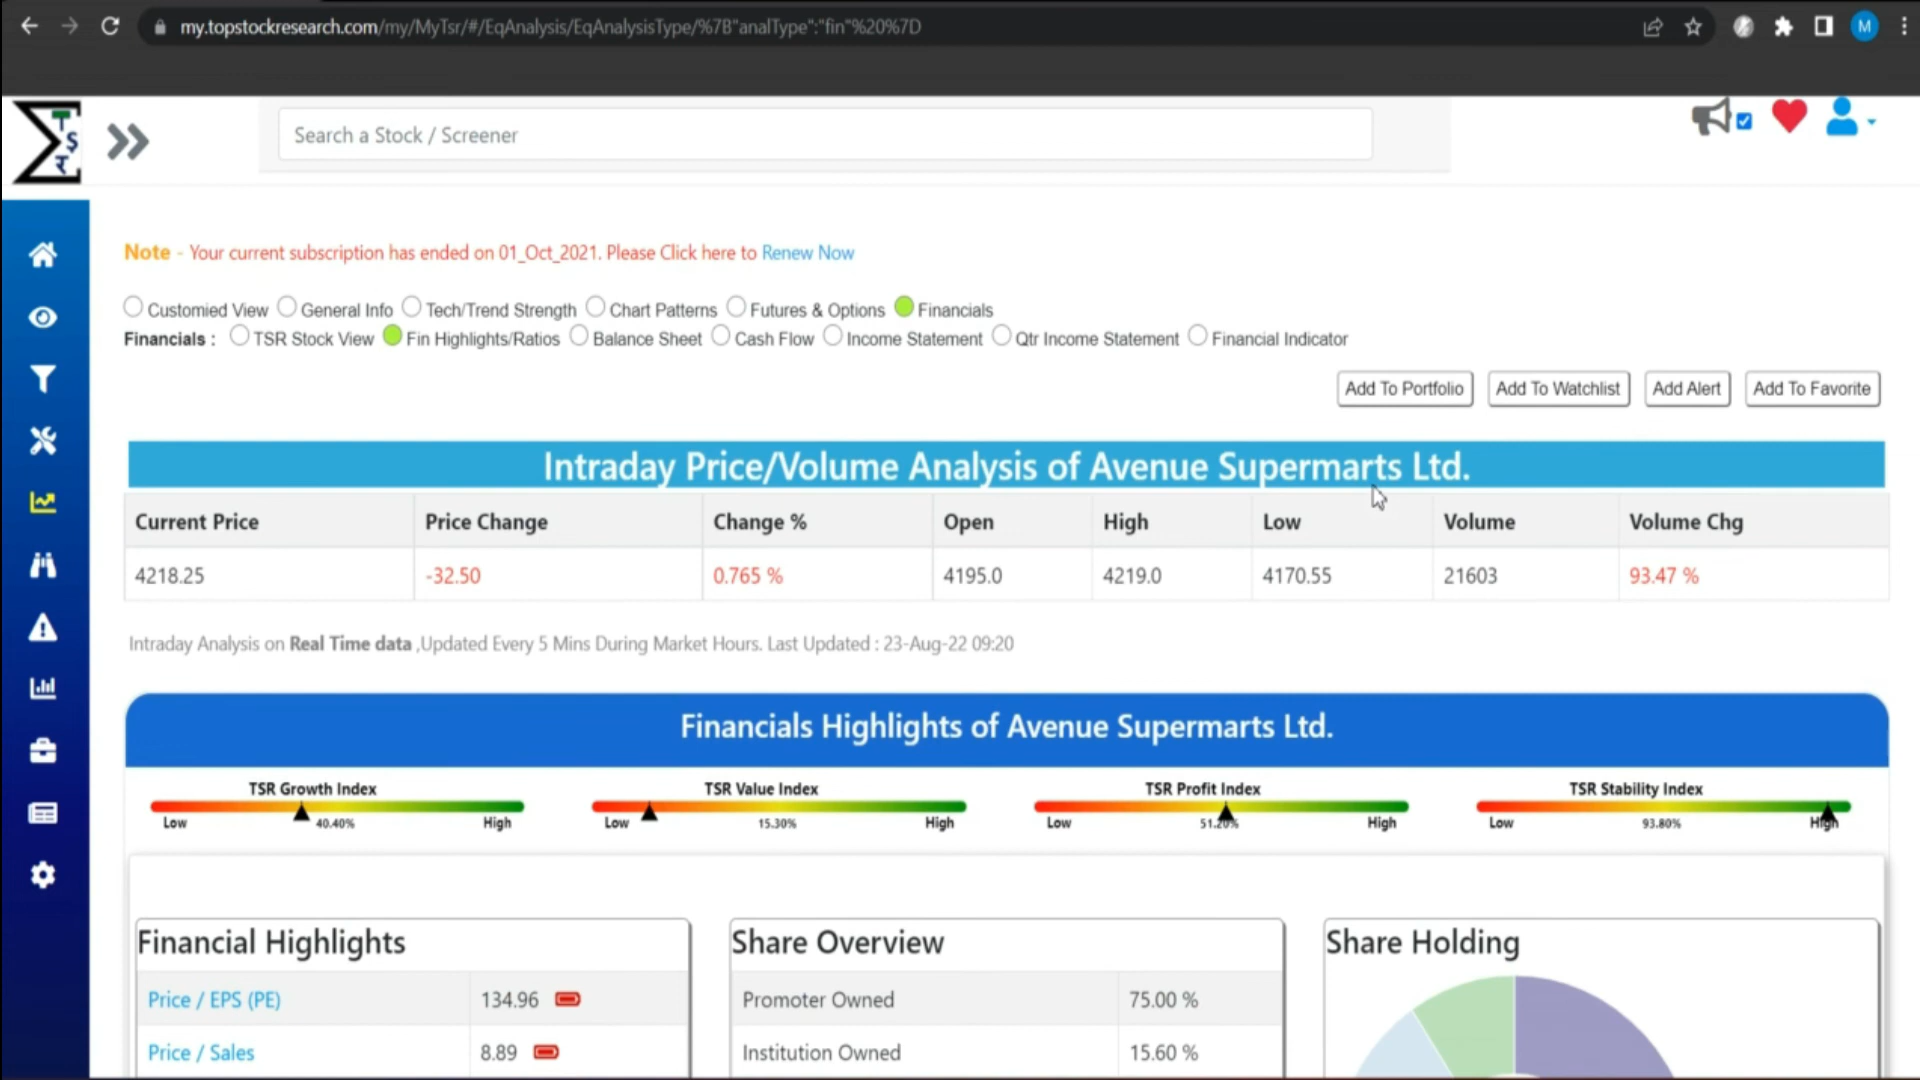 my.topstockresearch.com/my/MyTsr/#/EqAnalysis/EqAnalysisType/%7B"analType":"fin"%20%7D
M
T
$
₹
Search a Stock / Screener
Note - Your current subscription has ended on 01_Oct_2021. Please Click here to Renew Now
Customied View General Info Tech/Trend Strength Chart Patterns Futures & Options Financials
Financials : TSR Stock View Fin Highlights/Ratios Balance Sheet Cash Flow Income Statement Qtr Income Statement Financial Indicator
Add To Portfolio Add To Watchlist Add Alert Add To Favorite
Intraday Price/Volume Analysis of Avenue Supermarts Ltd.
Current Price Price Change Change % Open High Low Volume Volume Chg
4218.25 -32.50 0.765 % 4195.0 4219.0 4170.55 21603 93.47 %
Intraday Analysis on Real Time data ,Updated Every 5 Mins During Market Hours. Last Updated : 23-Aug-22 09:20
Financials Highlights of Avenue Supermarts Ltd.
TSR Growth Index TSR Value Index TSR Profit Index TSR Stability Index
Low 40.40% High Low 15.30% High Low 51.20% High Low 93.80% High
Financial Highlights Share Overview Share Holding
Price / EPS (PE) 134.96 Promoter Owned 75.00 %
Price / Sales 8.89 Institution Owned 15.60 %